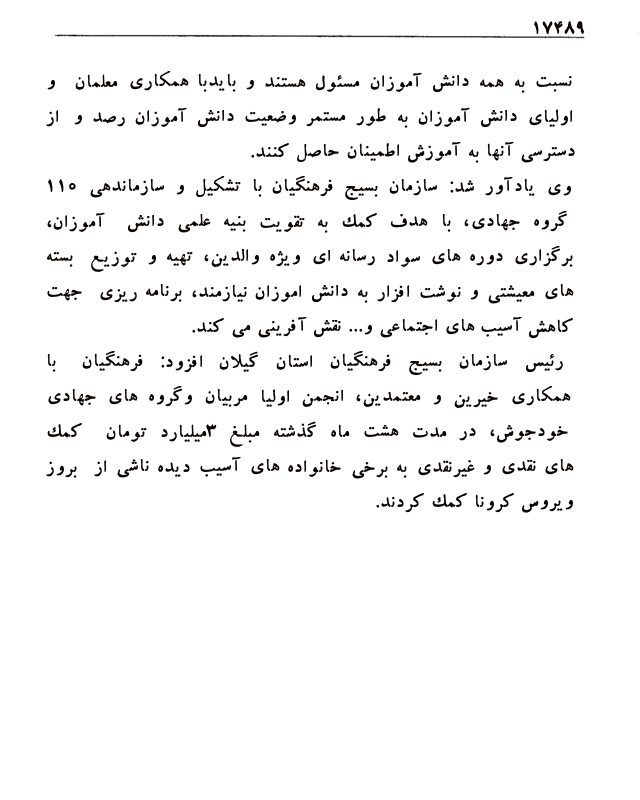 ۱۷۴۸۹
نسبت به همه دانش آموزان مسئول هستند و بایدبا همکاری معلمان و
اولیای دانش آموزان به طور مستمر وضعیت دانش آموزان رصد و از
دسترسی آنها به آموزش اطمینان حاصل کنند.
وی یادآور شد: سازمان بسیج فرهنگیان با تشکیل و سازماندهی ۱۱۰
گروه جهادی، با هدف کمك به تقویت بنیه علمی دانش آموزان،
برگزاری دوره های سواد رسانه ای ویژه والدین، تهیه و توزیع بسته
های معیشتی و نوشت افزار به دانش اموزان نیازمند، برنامه ریزی جهت
کاهش آسیب های اجتماعی و... نقش آفرینی می کند.
رئیس سازمان بسیج فرهنگیان استان گیلان افزود: فرهنگیان با
همکاری خیرین و معتمدین، انجمن اولیا مربیان وگروه های جهادی
خودجوش، در مدت هشت ماه گذشته مبلغ ۳میلیارد تومان کمك
های نقدی و غیرنقدی به برخی خانواده های آسیب دیده ناشی از بروز
ویروس کرونا کمك کردند.